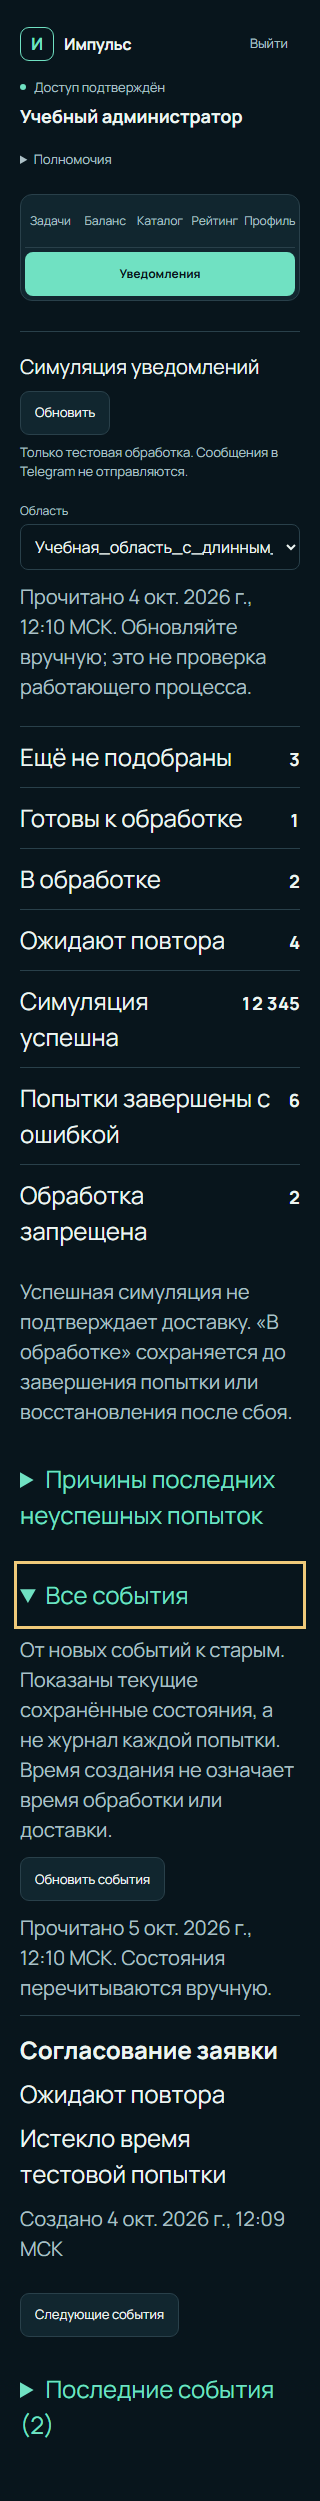 И Импульс Выйти
Доступ подтверждён
Учебный администратор
Полномочия
Задачи Баланс Каталог Рейтинг Профиль
Уведомления
Симуляция уведомлений
Обновить
Только тестовая обработка. Сообщения в
Telegram не отправляются.
Область
Учебная_область_с_длинным_
Прочитано 4 окт. 2026 г.,
12:10 МСК. Обновляйте
вручную; это не проверка
работающего процесса.
Ещё не подобраны 3
Готовы к обработке 1
В обработке 2
Ожидают повтора 4
Симуляция 12 345
успешна
Попытки завершены с 6
ошибкой
Обработка 2
запрещена
Успешная симуляция не
подтверждает доставку. «В
обработке» сохраняется до
завершения попытки или
восстановления после сбоя.
Причины последних
неуспешных попыток
Все события
От новых событий к старым.
Показаны текущие
сохранённые состояния, а
не журнал каждой попытки.
Время создания не означает
время обработки или
доставки.
Обновить события
Прочитано 5 окт. 2026 г.,
12:10 МСК. Состояния
перечитываются вручную.
Согласование заявки
Ожидают повтора
Истекло время
тестовой попытки
Создано 4 окт. 2026 г., 12:09
МСК
Следующие события
Последние события
(2)